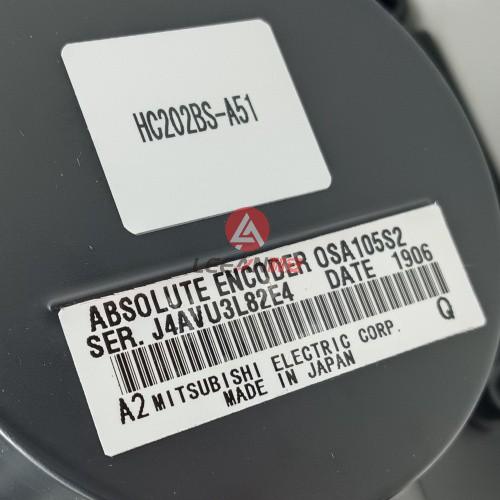 HC202BS-A51
ABSOLUTE ENCODER OSA105S2
SER. J4AVU3L82E4 DATE 1906
Q
A2 MITSUBISHI ELECTRIC CORP.
MADE IN JAPAN